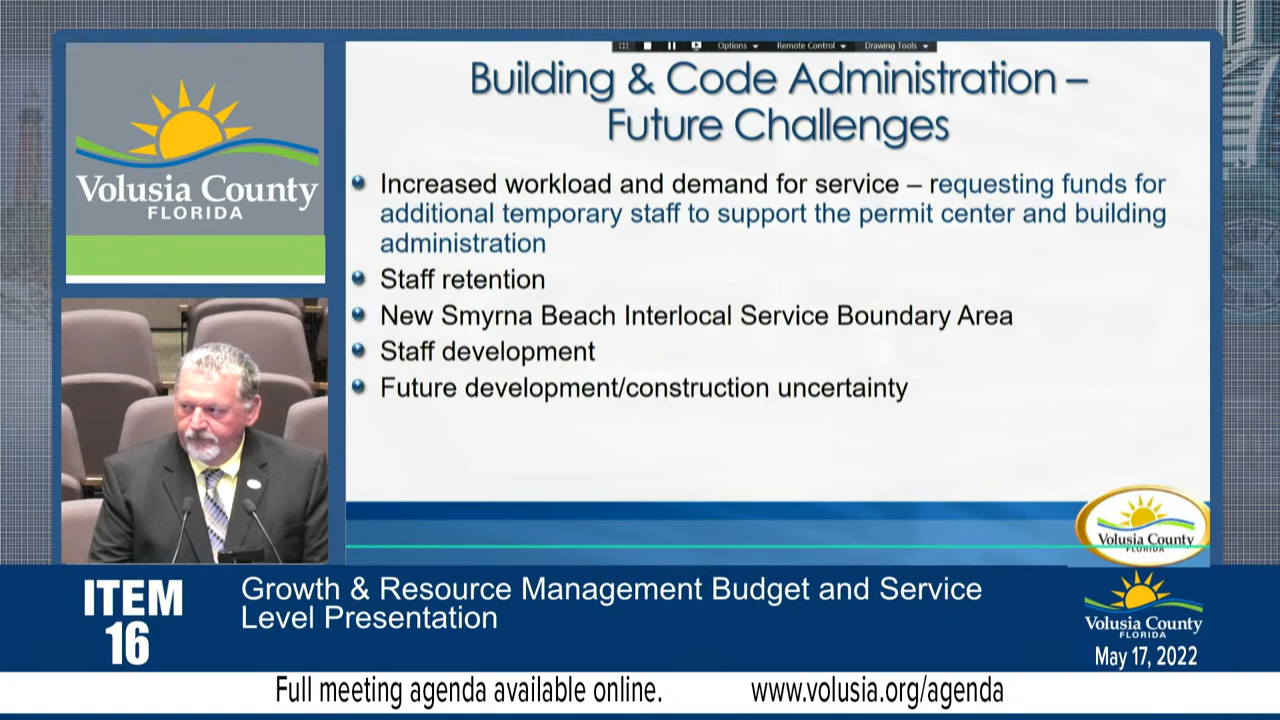 Options
Remote Control
Drawing Tools
Building & Code Administration –
Future Challenges
Volusia County
FLORIDA
Increased workload and demand for service – requesting funds for
additional temporary staff to support the permit center and building
administration
Staff retention
New Smyrna Beach Interlocal Service Boundary Area
Staff development
Future development/construction uncertainty
Volusia County
FLORIDA
ITEM
16
Growth & Resource Management Budget and Service
Level Presentation
Volusia County
FLORIDA
May 17, 2022
Full meeting agenda available online.
www.volusia.org/agenda